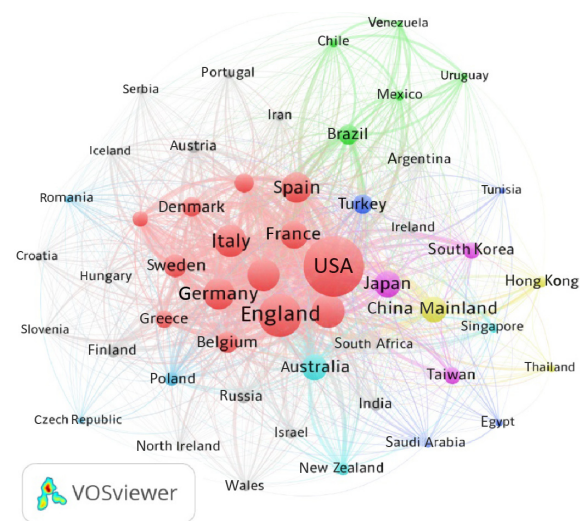 Venezuela
Chile
Uruguay
Portugal
Serbia
Mexico
Iran
Brazil
Austria
Iceland
Argentina
Spain
Tunisia
Romania
Turkey
Denmark
Ireland
France
Italy
South Korea
Croatia
Sweden
USA
Hungary
Japan
Hong Kong
Germany
China Mainland
England
Greece
Singapore
Slovenia
Belgium
South Africa
Finland
Australia
Thailand
Poland
Taiwan
Russia
India
Czech Republic
Egypt
Israel
Saudi Arabia
North Ireland
New Zealand
Wales
VOSviewer